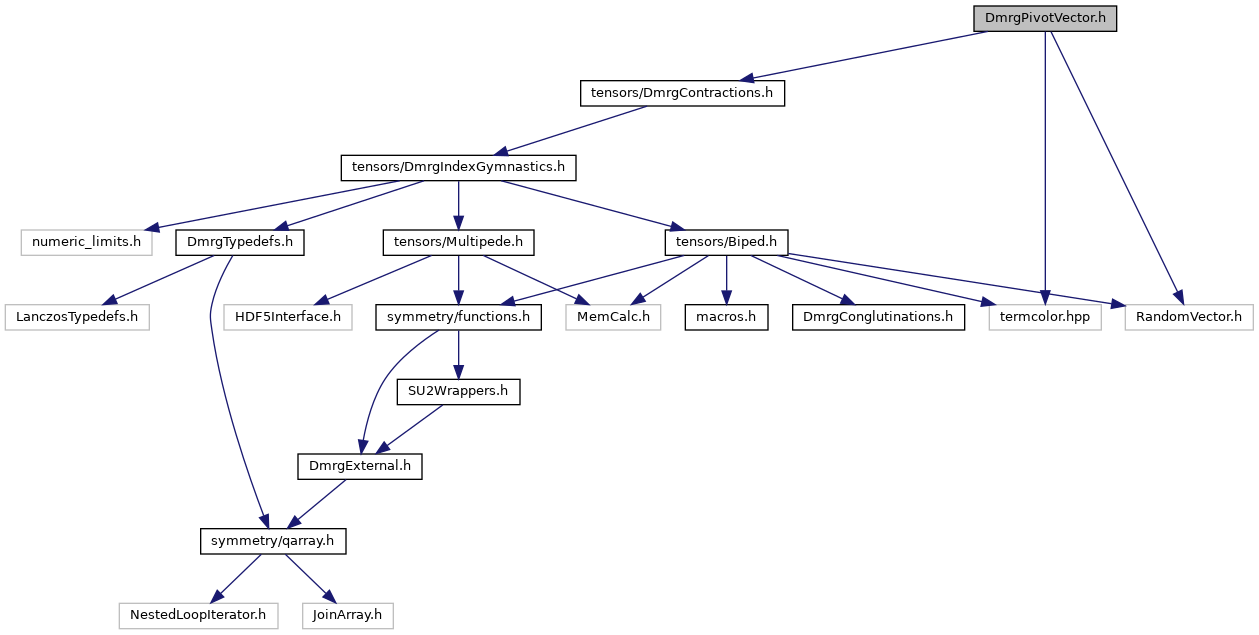 DmrgPivotVector.h
tensors/DmrgContractions.h
tensors/DmrgIndexGymnastics.h
numeric_limits.h
DmrgTypedefs.h
tensors/Multipede.h
tensors/Biped.h
LanczosTypedefs.h
HDF5Interface.h
symmetry/functions.h
MemCalc.h
macros.h
DmrgConglutinations.h
termcolor.hpp
RandomVector.h
SU2Wrappers.h
DmrgExternal.h
symmetry/qarray.h
NestedLoopIterator.h
JoinArray.h